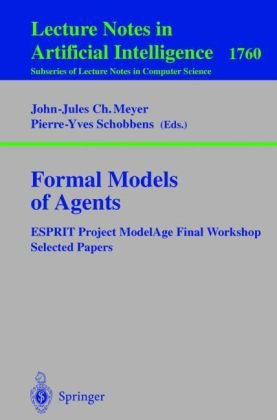 Lecture Notes in
Artificial Intelligence 1760
Subseries of Lecture Notes in Computer Science
John-Jules Ch. Meyer
Pierre-Yves Schobbens (Eds.)
Formal Models
of Agents
ESPRIT Project ModelAge Final Workshop
Selected Papers
Springer